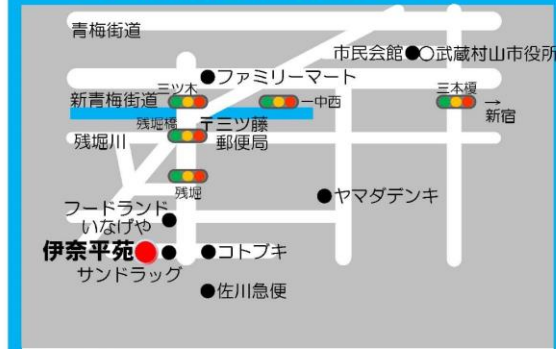 青梅街道
市民会館●○武蔵村山市役所
●ファミリーマート
三ツ木
新青梅街道
一中西
三本榎
→
新宿
残堀橋
〒三ツ藤
郵便局
残堀川
残堀
●ヤマダデンキ
フードランド
いなげや
伊奈平苑
●コトブキ
サンドラッグ
●佐川急便